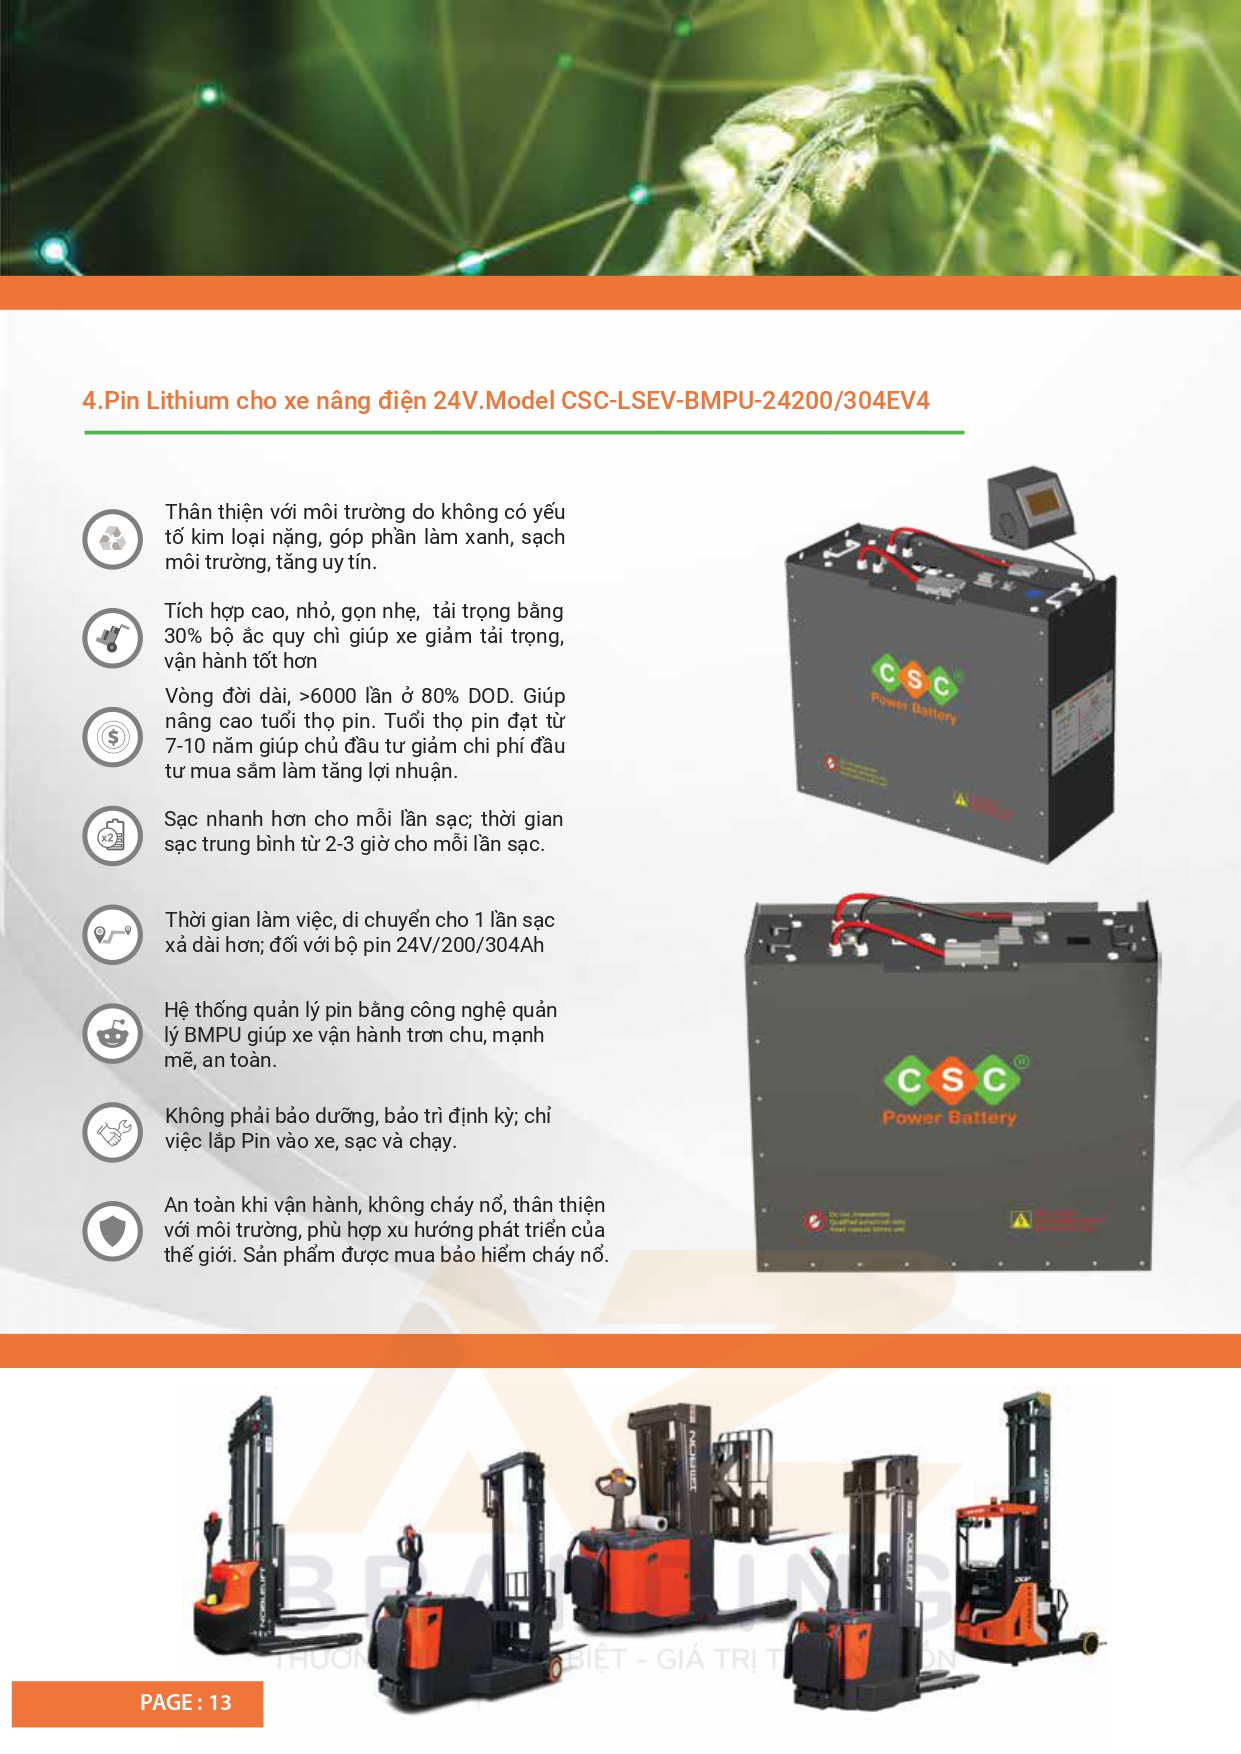 4.Pin Lithium cho xe nâng điện 24V.Model CSC-LSEV-BMPU-24200/304EV4
Thân thiện với môi trường do không có yếu
tố kim loại nặng, góp phần làm xanh, sạch
môi trường, tăng uy tín.
Tích hợp cao, nhỏ, gọn nhẹ, tải trọng bằng
30% bộ ắc quy chì giúp xe giảm tải trọng,
vận hành tốt hơn
Vòng đời dài, >6000 lần ở 80% DOD. Giúp
nâng cao tuổi thọ pin. Tuổi thọ pin đạt từ
7-10 năm giúp chủ đầu tư giảm chi phí đầu
tư mua sắm làm tăng lợi nhuận.
x2
Sạc nhanh hơn cho mỗi lần sạc; thời gian
sạc trung bình từ 2-3 giờ cho mỗi lần sạc.
Thời gian làm việc, di chuyển cho 1 lần sạc
xả dài hơn; đối với bộ pin 24V/200/304Ah
Hệ thống quản lý pin bằng công nghệ quản
lý BMPU giúp xe vận hành trơn chu, mạnh
mẽ, an toàn.
Không phải bảo dưỡng, bảo trì định kỳ; chỉ
việc lắp Pin vào xe, sạc và chạy.
An toàn khi vận hành, không cháy nổ, thân thiện
với môi trường, phù hợp xu hướng phát triển của
thế giới. Sản phẩm được mua bảo hiểm cháy nổ.
CSC
Power Battery
CSC®
Power Battery
NOBLELIFT
NOBLELIFT
NOBLELIFT
BIỆT - GIÁ TRỊ
PAGE : 13